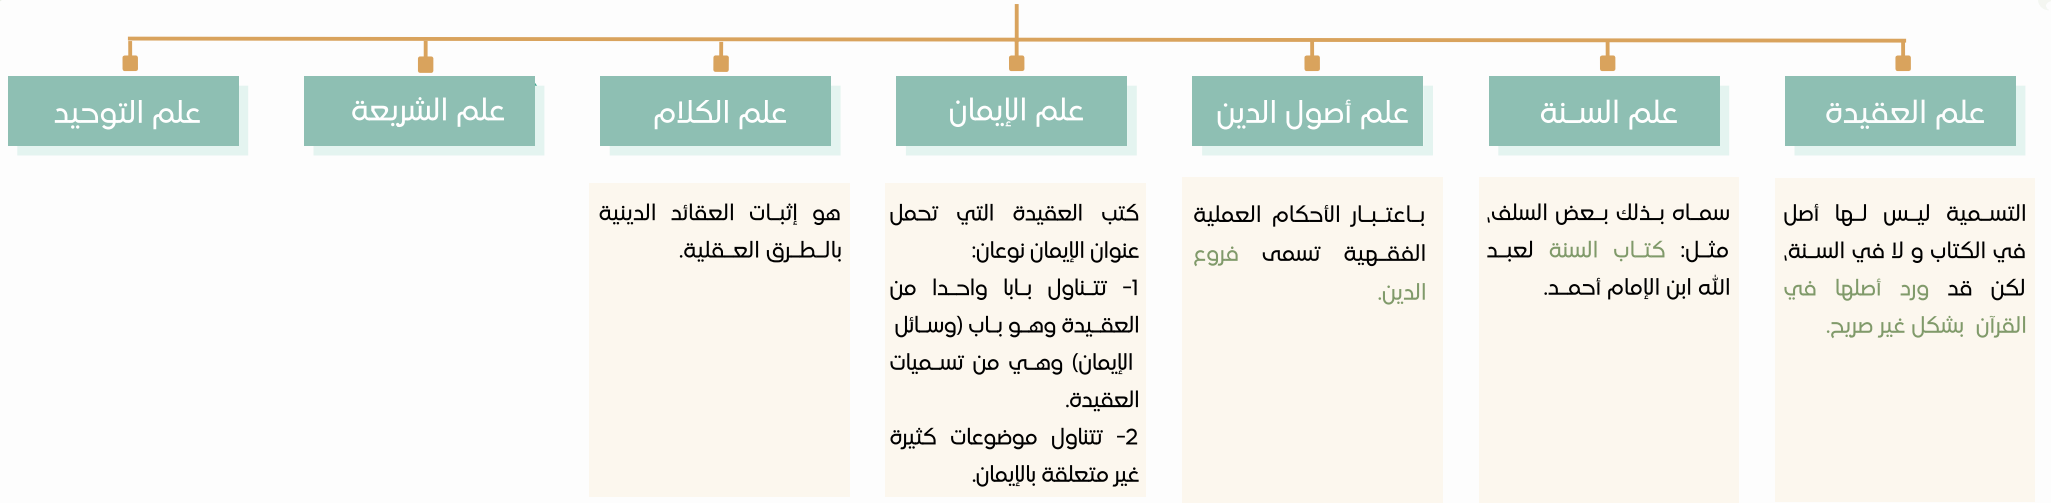 علم العقيدة
علم السنة
علم أصول الدين
علم الإيمان
علم الكلام
علم الشريعة
علم التوحيد
التسمية ليس لها أصل
في الكتاب و لا في السنة,
لكن قد ورد أصلها في
القرآن بشكل غير صريح.
سماه بذلك بعض السلف,
مثل: كتاب السنة لعبد
الله ابن الإمام أحمد.
باعتبار الأحكام العملية
الفقهية تسمى فروع
الدين.
كتب العقيدة التي تحمل
عنوان الإيمان نوعان:
1- تتناول بابا واحدا من
العقيدة وهو باب (وسائل
الإيمان) وهي من تسميات
العقيدة.
2- تتناول موضوعات كثيرة
غير متعلقة بالإيمان.
هو إثبات العقائد الدينية
بالطرق العقلية.